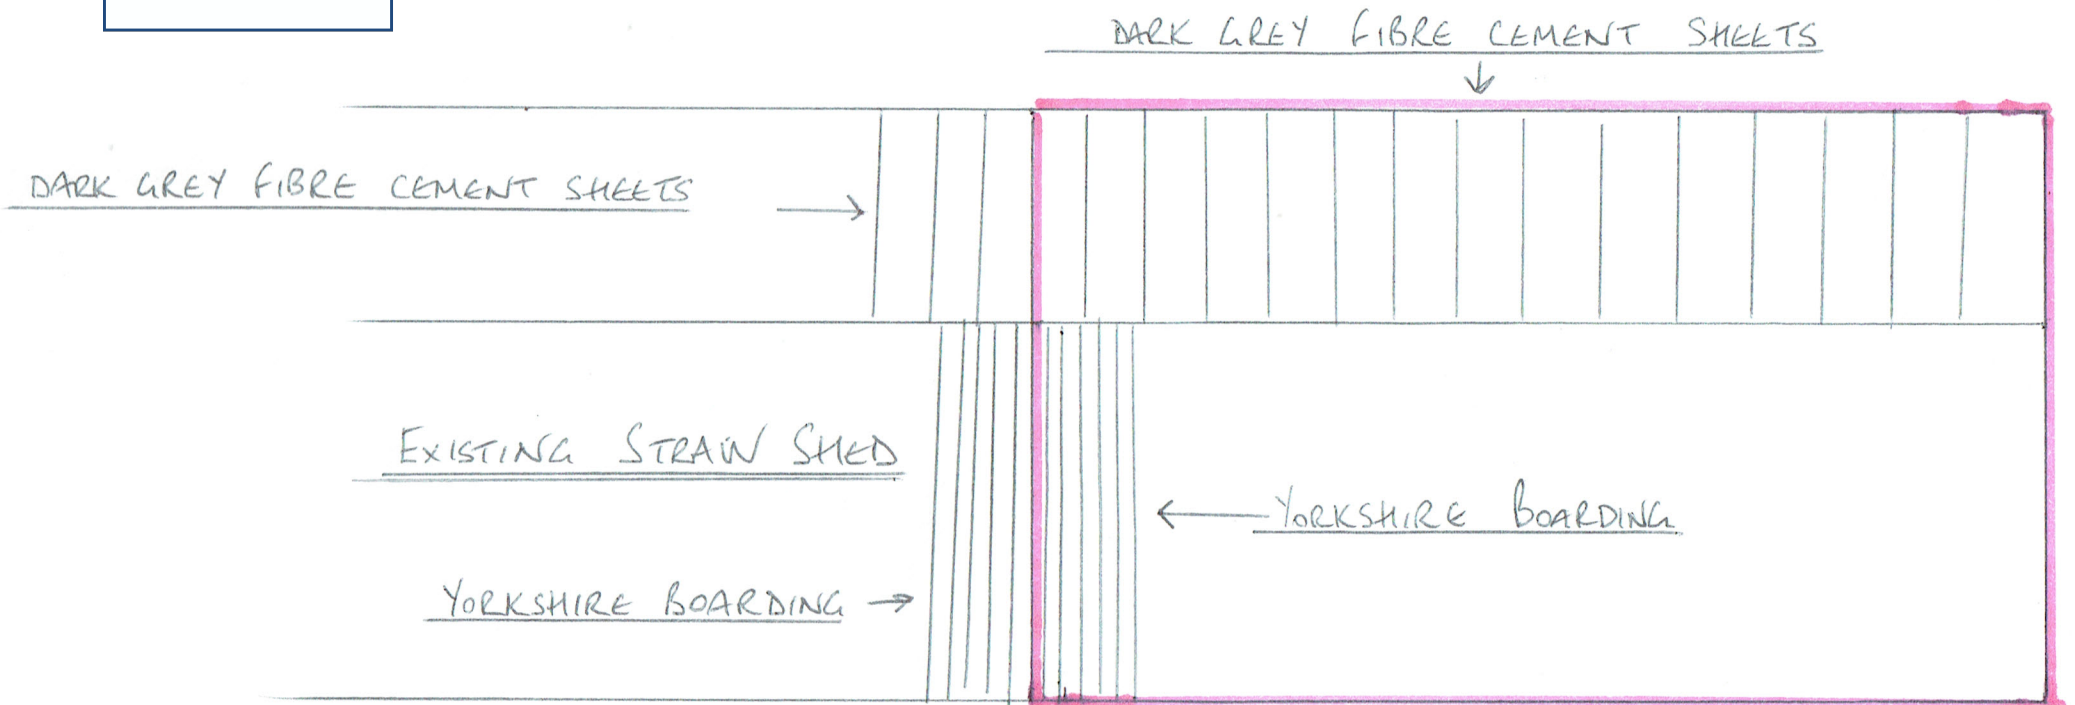 DARK GREY FIBRE CEMENT SHEETS
DARK GREY FIBRE CEMENT SHEETS
EXISTING STRAW SHED
YORKSHIRE BOARDING
YORKSHIRE BOARDING